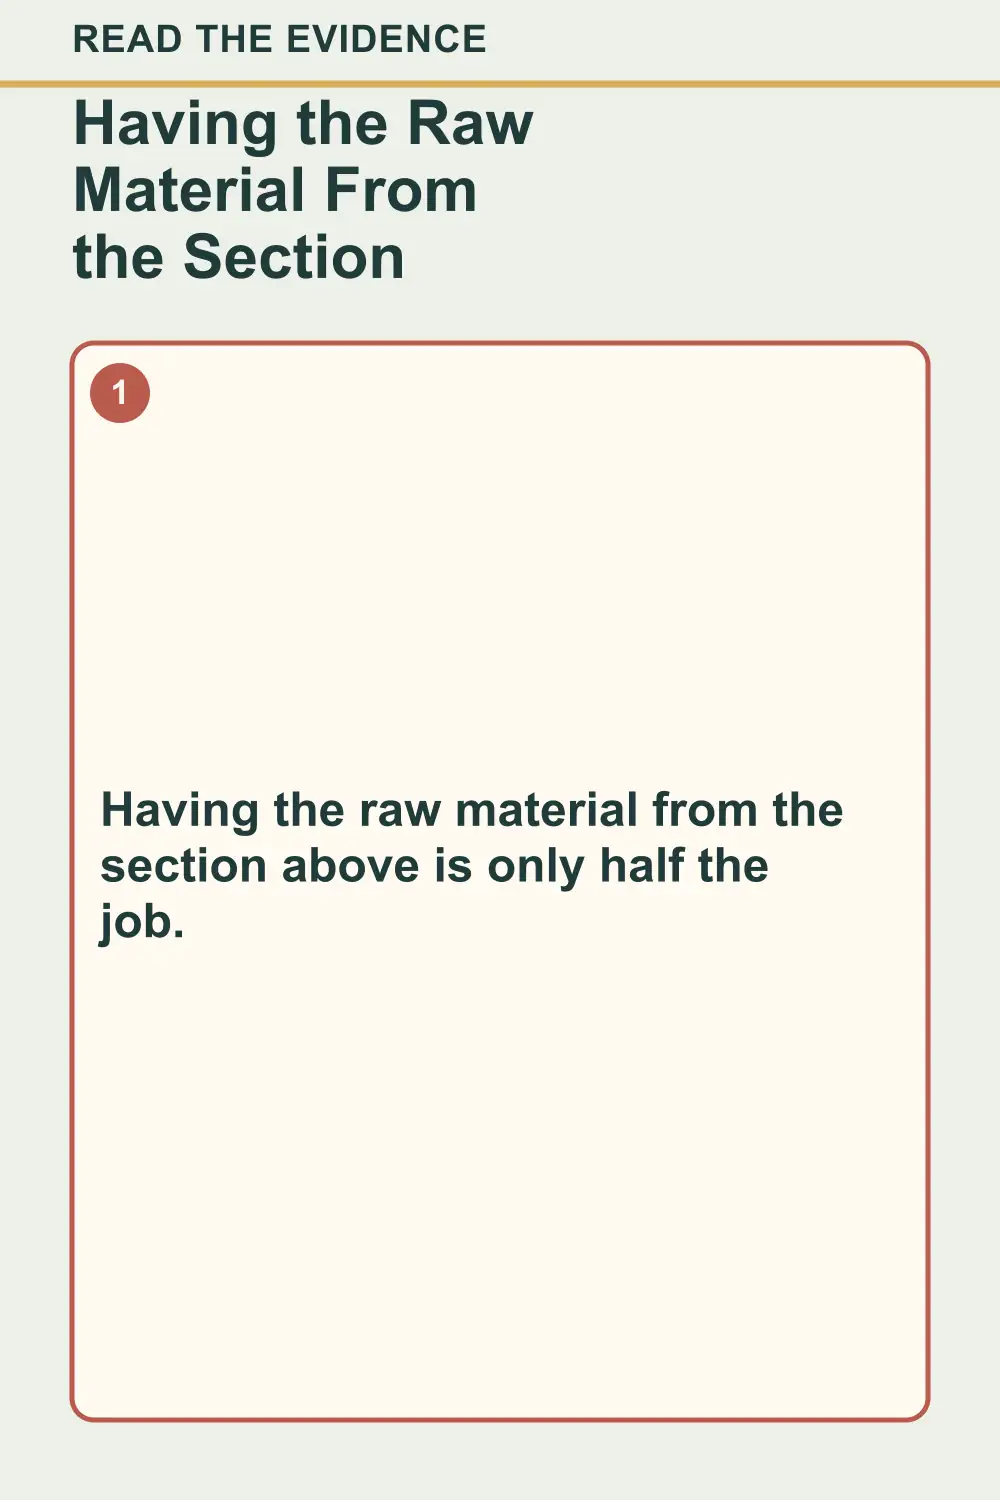 READ THE EVIDENCE
Having the Raw
Material From
the Section
1
Having the raw material from the
section above is only half the
job.